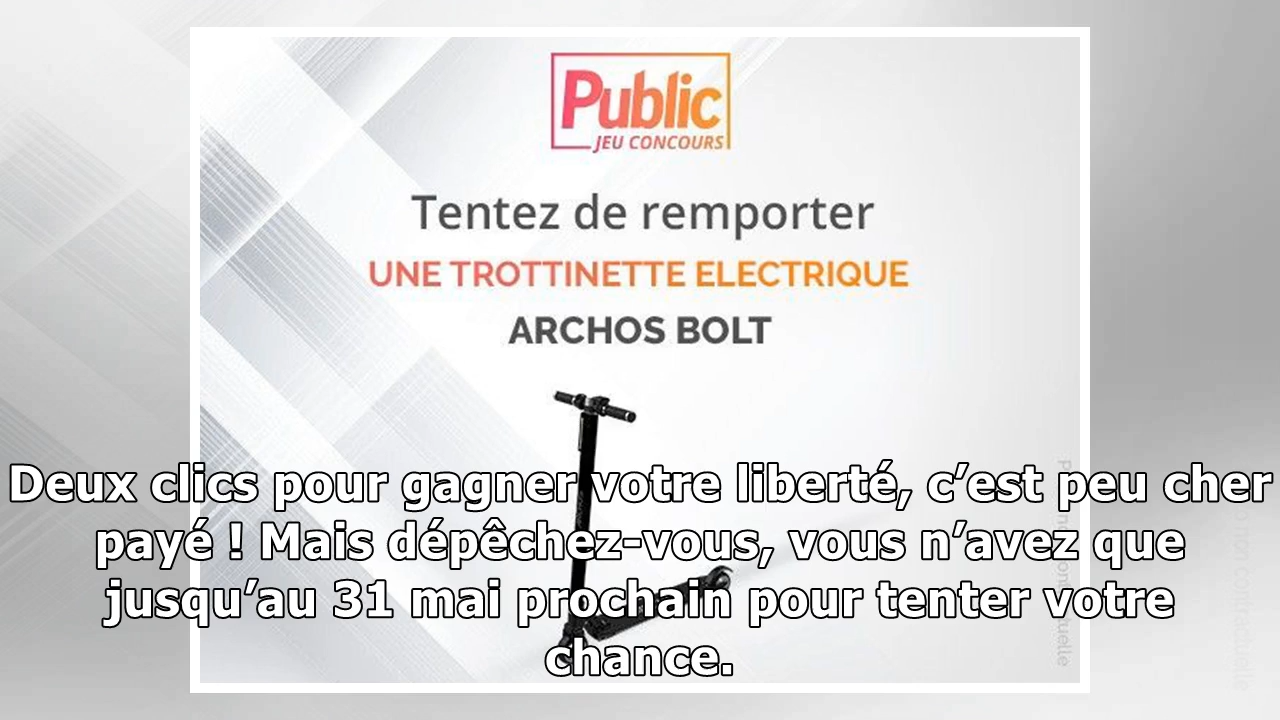 Public
JEU CONCOURS
Tentez de remporter
UNE TROTTINETTE ELECTRIQUE
ARCHOS BOLT
Deux clics pour gagner votre liberté, c’est peu cher
payé ! Mais dépêchez-vous, vous n’avez que
jusqu’au 31 mai prochain pour tenter votre
chance.